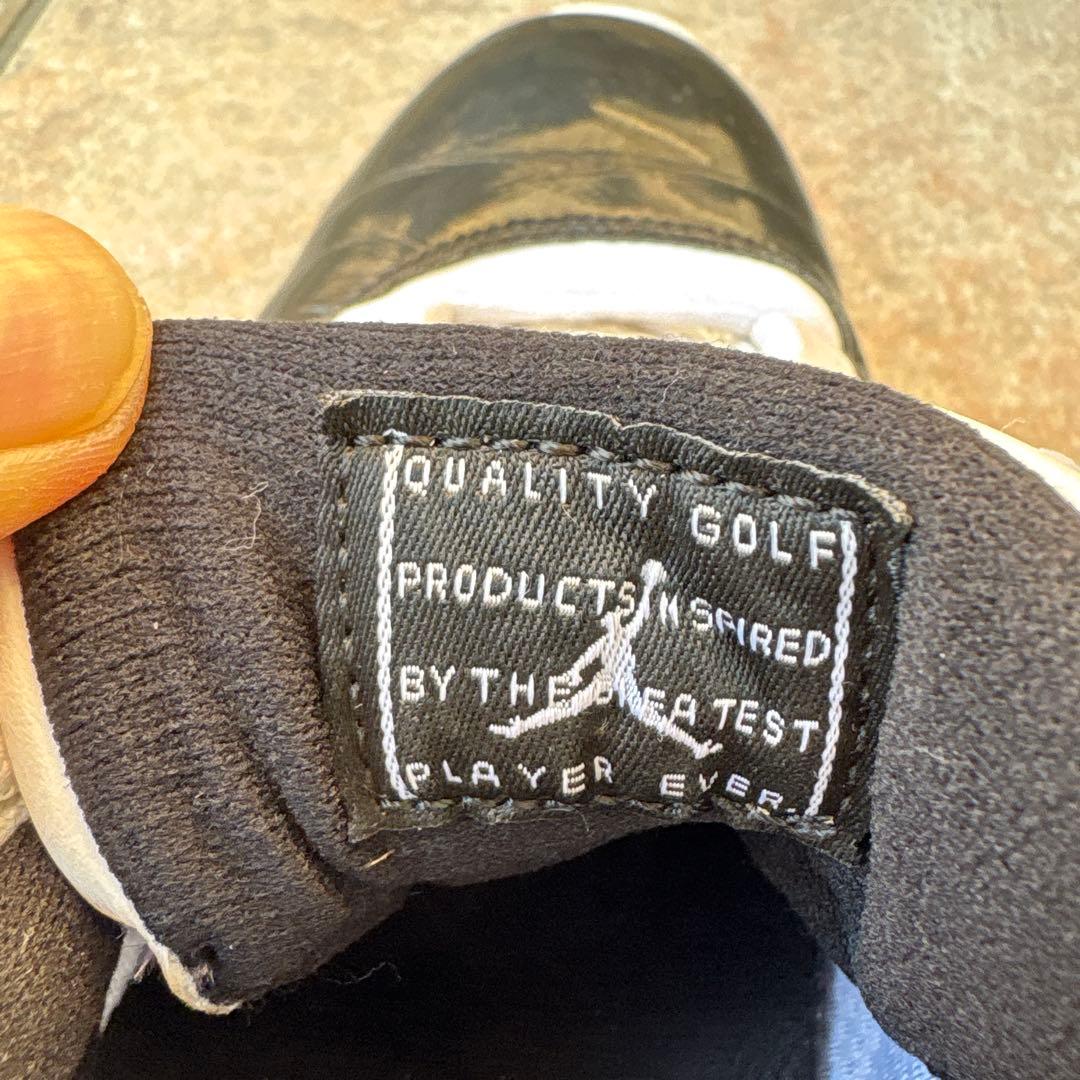 QUALITY GOLF
PRODUCTS INSPIRED
BY THE GREATEST
PLAYER EVER.